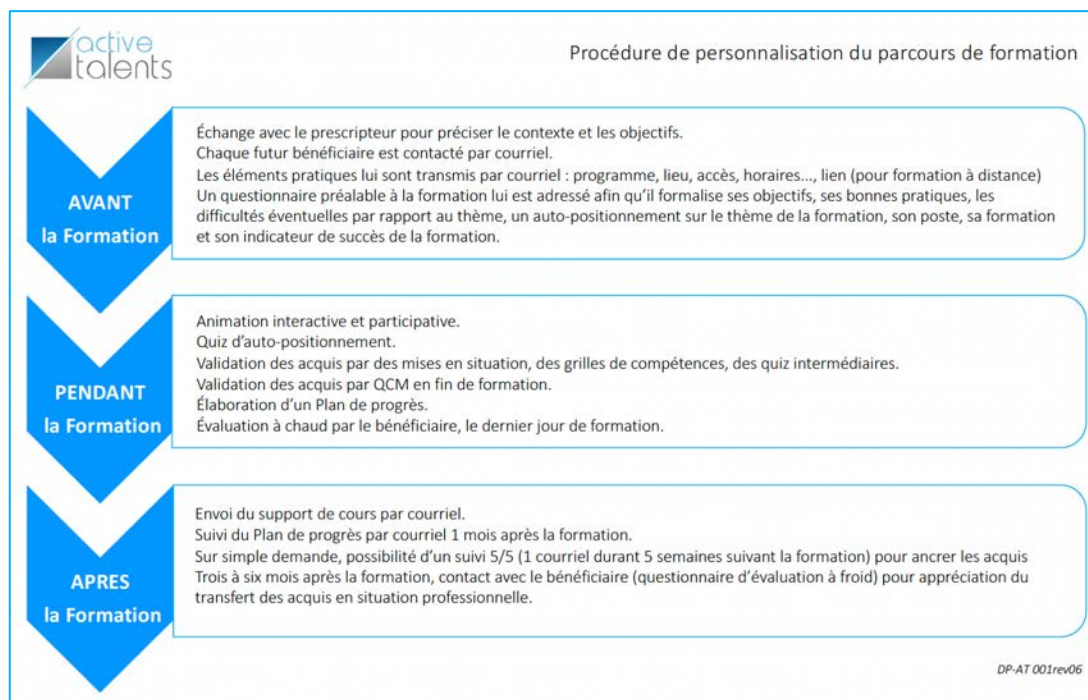 active
talents
Procédure de personnalisation du parcours de formation
AVANT
la Formation
Échange avec le prescripteur pour préciser le contexte et les objectifs.
Chaque futur bénéficiaire est contacté par courriel.
Les éléments pratiques lui sont transmis par courriel : programme, lieu, accès, horaires..., lien (pour formation à distance)
Un questionnaire préalable à la formation lui est adressé afin qu'il formalise ses objectifs, ses bonnes pratiques, les
difficultés éventuelles par rapport au thème, un auto-positionnement sur le thème de la formation, son poste, sa formation
et son indicateur de succès de la formation.
PENDANT
la Formation
Animation interactive et participative.
Quiz d'auto-positionnement.
Validation des acquis par des mises en situation, des grilles de compétences, des quiz intermédiaires.
Validation des acquis par QCM en fin de formation.
Élaboration d'un Plan de progrès.
Évaluation à chaud par le bénéficiaire, le dernier jour de formation.
APRES
la Formation
Envoi du support de cours par courriel.
Suivi du Plan de progrès par courriel 1 mois après la formation.
Sur simple demande, possibilité d'un suivi 5/5 (1 courriel durant 5 semaines suivant la formation) pour ancrer les acquis
Trois à six mois après la formation, contact avec le bénéficiaire (questionnaire d'évaluation à froid) pour appréciation du
transfert des acquis en situation professionnelle.
DP-AT 001rev06